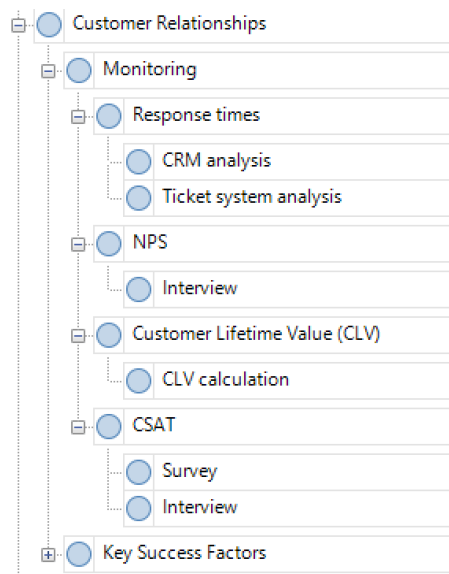 Customer Relationships
Monitoring
Response times
CRM analysis
Ticket system analysis
NPS
Interview
Customer Lifetime Value (CLV)
CLV calculation
CSAT
Survey
Interview
Key Success Factors